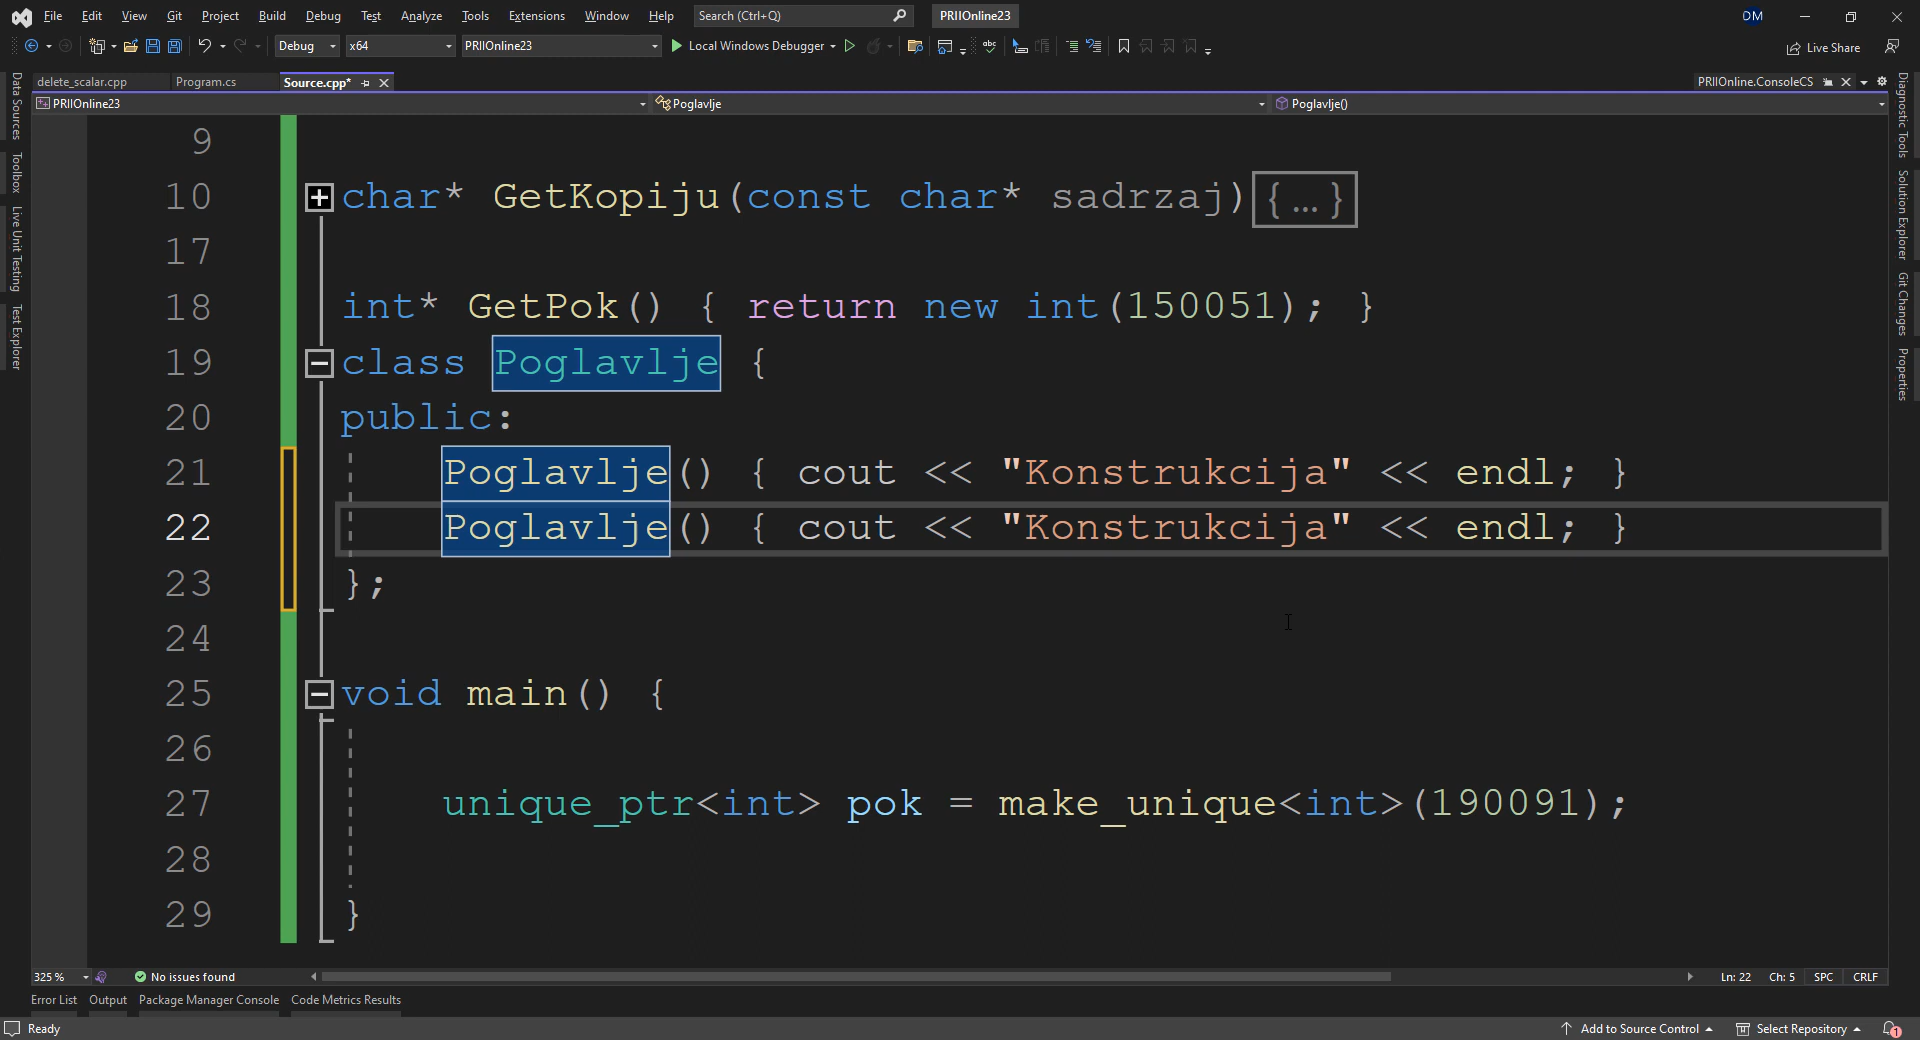 File Edit View Git Project Build Debug Test Analyze Tools Extensions Window Help Search (Ctrl+Q) PRIIOnline23 DM
Debug x64 PRIIOnline23 Local Windows Debugger Live Share
delete_scalar.cpp Program.cs Source.cpp* PRIIOnline.ConsoleCS
PRIIOnline23 Poglavlje Poglavlje()
Data Sources
Toolbox
Live Unit Testing
Test Explorer
9
10 char* GetKopiju(const char* sadrzaj){...}
17
18 int* GetPok() { return new int(150051); }
19 class Poglavlje {
20 public:
21 Poglavlje() { cout << "Konstrukcija" << endl; }
22 Poglavlje() { cout << "Konstrukcija" << endl; }
23 };
24
25 void main() {
26
27 unique_ptr<int> pok = make_unique<int>(190091);
28
29 }
Diagnostic Tools
Solution Explorer
Git Changes
Properties
325 % No issues found Ln: 22 Ch: 5 SPC CRLF
Error List Output Package Manager Console Code Metrics Results
Ready Add to Source Control Select Repository 1